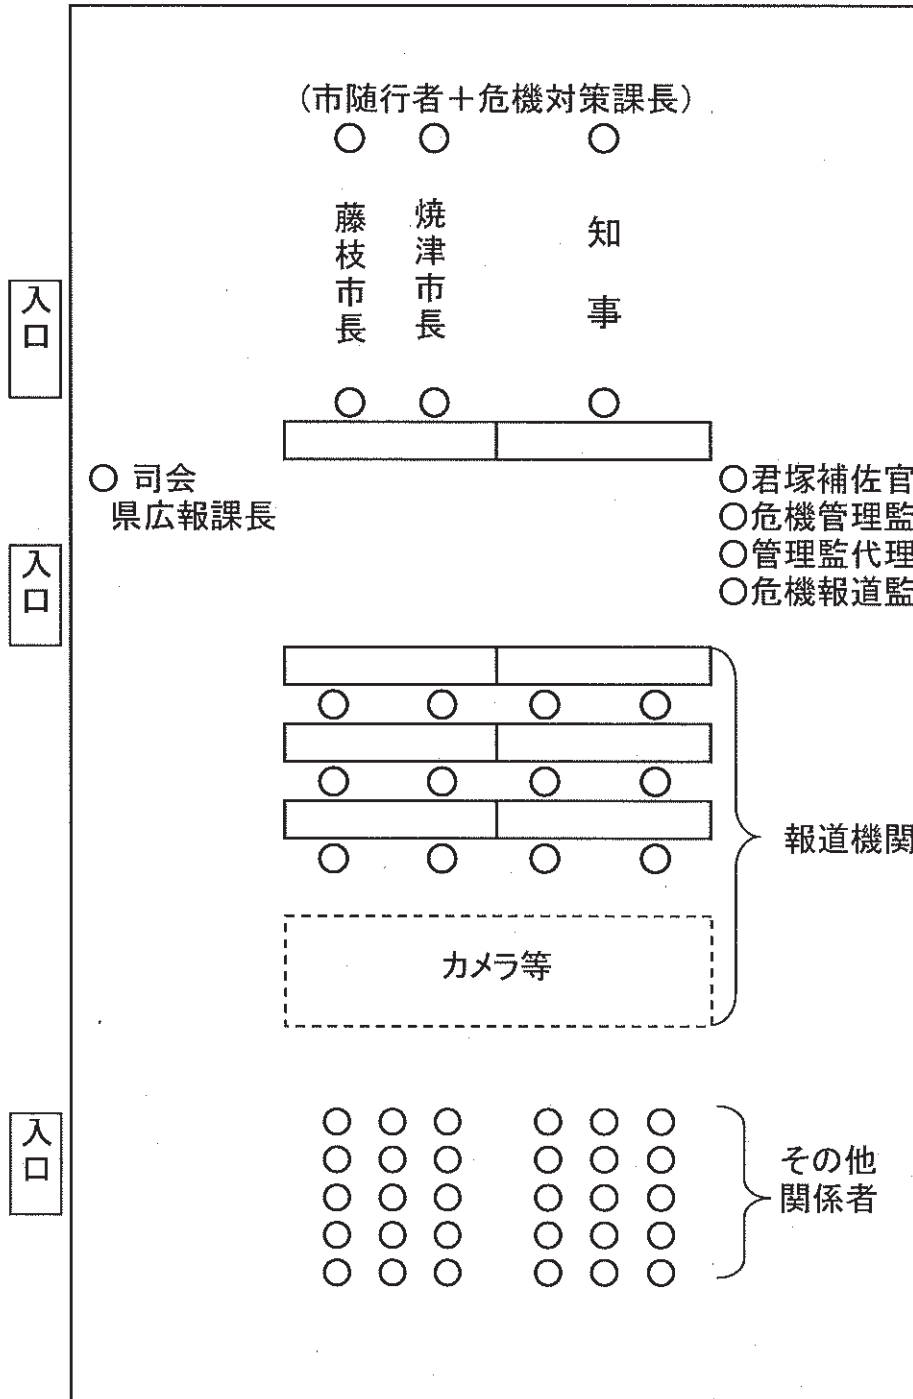 (市随行者＋危機対策課長)
藤枝市長
焼津市長
知事
入口
司会
県広報課長
君塚補佐官
危機管理監
管理監代理
危機報道監
入口
報道機関
カメラ等
入口
その他
関係者